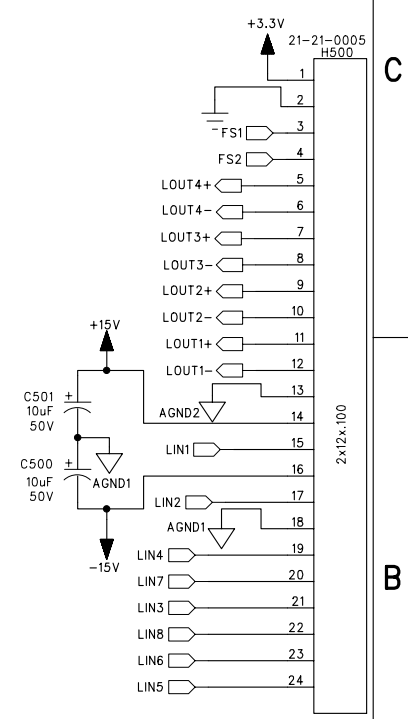 +3.3V
21-21-0005
H500
C
1
2
FS1 3
FS2 4
LOUT4+ 5
LOUT4- 6
LOUT3+ 7
LOUT3- 8
LOUT2+ 9
LOUT2- 10
+15V
LOUT1+ 11
LOUT1- 12
13
C501 +
10uF
50V
AGND2
14
2x12x.100
LIN1 15
C500 +
10uF
50V
AGND1
16
LIN2 17
AGND1 18
-15V
LIN4 19
LIN7 20
B
LIN3 21
LIN8 22
LIN6 23
LIN5 24